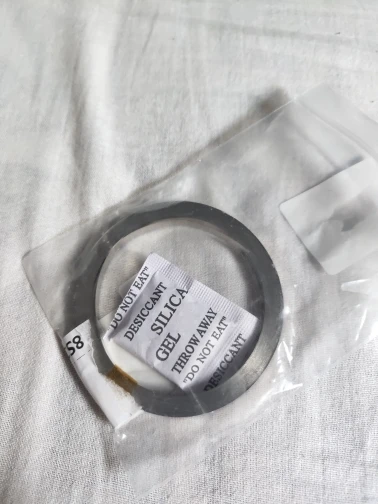 "DO NOT EAT"
DESICCANT
SILICA
GEL
THROW AWAY
"DO NOT EAT"
DESICCANT
S8